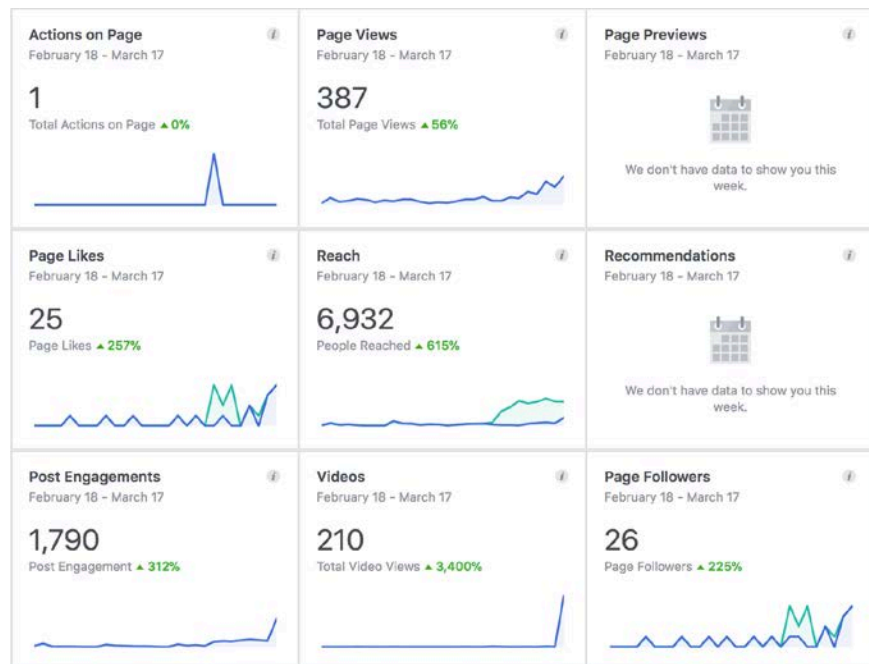 Actions on Page
February 18 - March 17
1
Total Actions on Page ▲ 0%
Page Views
February 18 - March 17
387
Total Page Views ▲ 56%
Page Previews
February 18 - March 17
We don't have data to show you this
week.
Page Likes
February 18 - March 17
25
Page Likes ▲ 257%
Reach
February 18 - March 17
6,932
People Reached ▲ 615%
Recommendations
February 18 - March 17
We don't have data to show you this
week.
Post Engagements
February 18 - March 17
1,790
Post Engagement ▲ 312%
Videos
February 18 - March 17
210
Total Video Views ▲ 3,400%
Page Followers
February 18 - March 17
26
Page Followers ▲ 225%